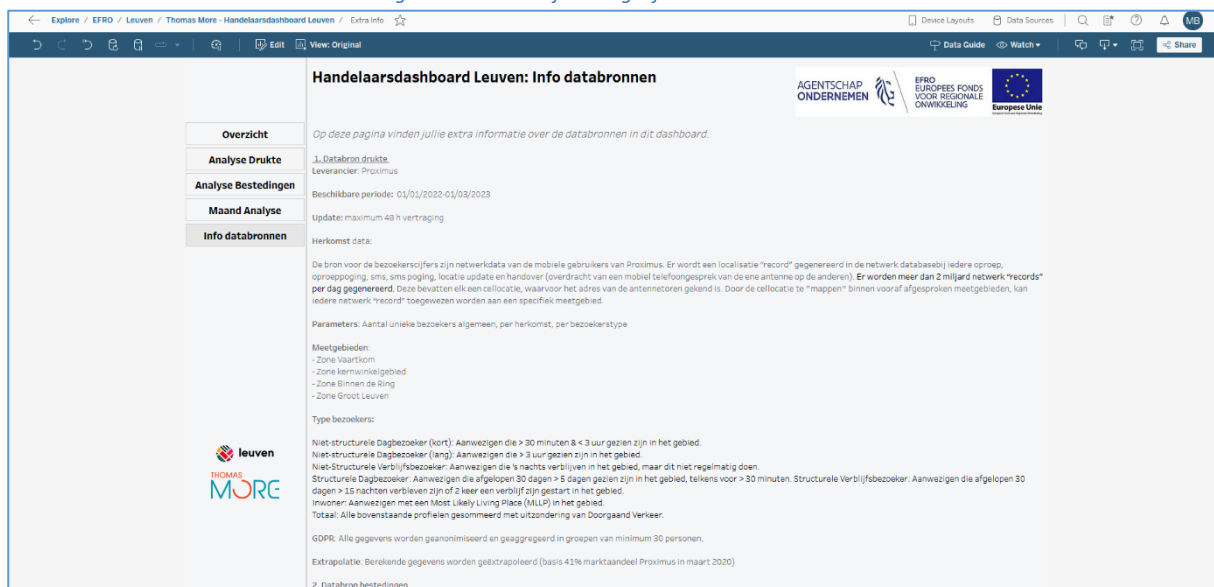 Explore / EFRO / Leuven / Thomas More - Handelaarsdashboard Leuven / Extra Info
Device Layouts
Data Sources
MB
Edit
View: Original
Data Guide
Watch
Share
Handelaarsdashboard Leuven: Info databronnen
AGENTSCHAP
ONDERNEMEN
EFRO
EUROPEES FONDS
VOOR REGIONALE
ONWIKKELING
Europese Unie
Overzicht
Analyse Drukte
Analyse Bestedingen
Maand Analyse
Info databronnen
Op deze pagina vinden jullie extra informatie over de databronnen in dit dashboard.
1. Databron drukte
Leverancier: Proximus
Beschikbare periode: 01/01/2022-01/03/2023
Update: maximum 48 h vertraging
Herkomst data:
De bron voor de bezoekerscijfers zijn netwerkdata van de mobiele gebruikers van Proximus. Er wordt een localisatie "record" gegenereerd in de netwerk databasebij iedere oproep,
oproeppoging, sms, sms poging, locatie update en handover (overdracht van een mobiel telefoongesprek van de ene antenne op de anderen). Er worden meer dan 2 miljard netwerk "records"
per dag gegenereerd. Deze bevatten elk een cellocatie, waarvoor het adres van de antennetoren gekend is. Door de cellocatie te "mappen" binnen vooraf afgesproken meetgebieden, kan
iedere netwerk "record" toegewezen worden aan een specifiek meetgebied.
Parameters: Aantal unieke bezoekers algemeen, per herkomst, per bezoekerstype
Meetgebieden:
- Zone Vaartkom
- Zone kernwinkelgebied
- Zone Binnen de Ring
- Zone Groot Leuven
Type bezoekers:
Niet-structurele Dagbezoeker (kort): Aanwezigen die > 30 minuten & < 3 uur gezien zijn in het gebied.
Niet-structurele Dagbezoeker (lang): Aanwezigen die > 3 uur gezien zijn in het gebied.
Niet-Structurele Verblijfsbezoeker: Aanwezigen die 's nachts verblijven in het gebied, maar dit niet regelmatig doen.
Structurele Dagbezoeker: Aanwezigen die afgelopen 30 dagen > 5 dagen gezien zijn in het gebied, telkens voor > 30 minuten. Structurele Verblijfsbezoeker: Aanwezigen die afgelopen 30
dagen > 15 nachten verbleven zijn of 2 keer een verblijf zijn gestart in het gebied.
Inwoner: Aanwezigen met een Most Likely Living Place (MLLP) in het gebied.
Totaal: Alle bovenstaande profielen gesommeerd met uitzondering van Doorgaand Verkeer.
GDPR: Alle gegevens worden geanonimiseerd en geaggregeerd in groepen van minimum 30 personen.
Extrapolatie: Berekende gegevens worden geëxtrapoleerd (basis 41% marktaandeel Proximus in maart 2020)
2. Databron bestedingen
leuven
THOMAS
MORE